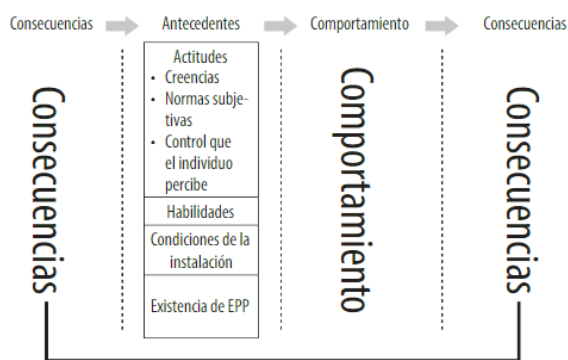 Consecuencias Antecedentes Comportamiento Consecuencias
Consecuencias
Actitudes
• Creencias
• Normas subje-
tivas
• Control que
el individuo
percibe
Habilidades
Condiciones de la
instalación
Existencia de EPP
Comportamiento
Consecuencias